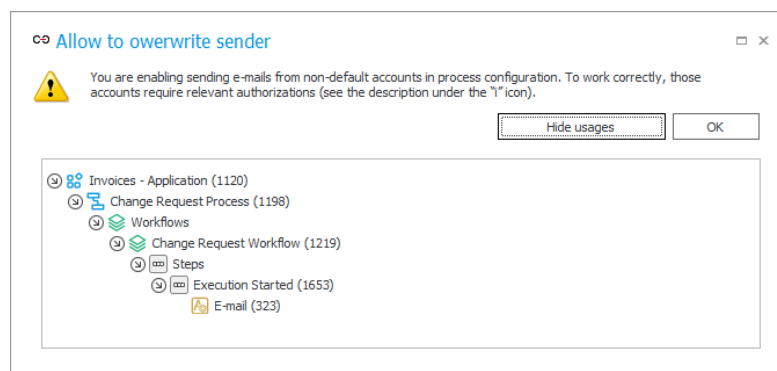 Allow to owerwrite sender
You are enabling sending e-mails from non-default accounts in process configuration. To work correctly, those
accounts require relevant authorizations (see the description under the "i" icon).
Hide usages
OK
Invoices - Application (1120)
Change Request Process (1198)
Workflows
Change Request Workflow (1219)
Steps
Execution Started (1653)
E-mail (323)